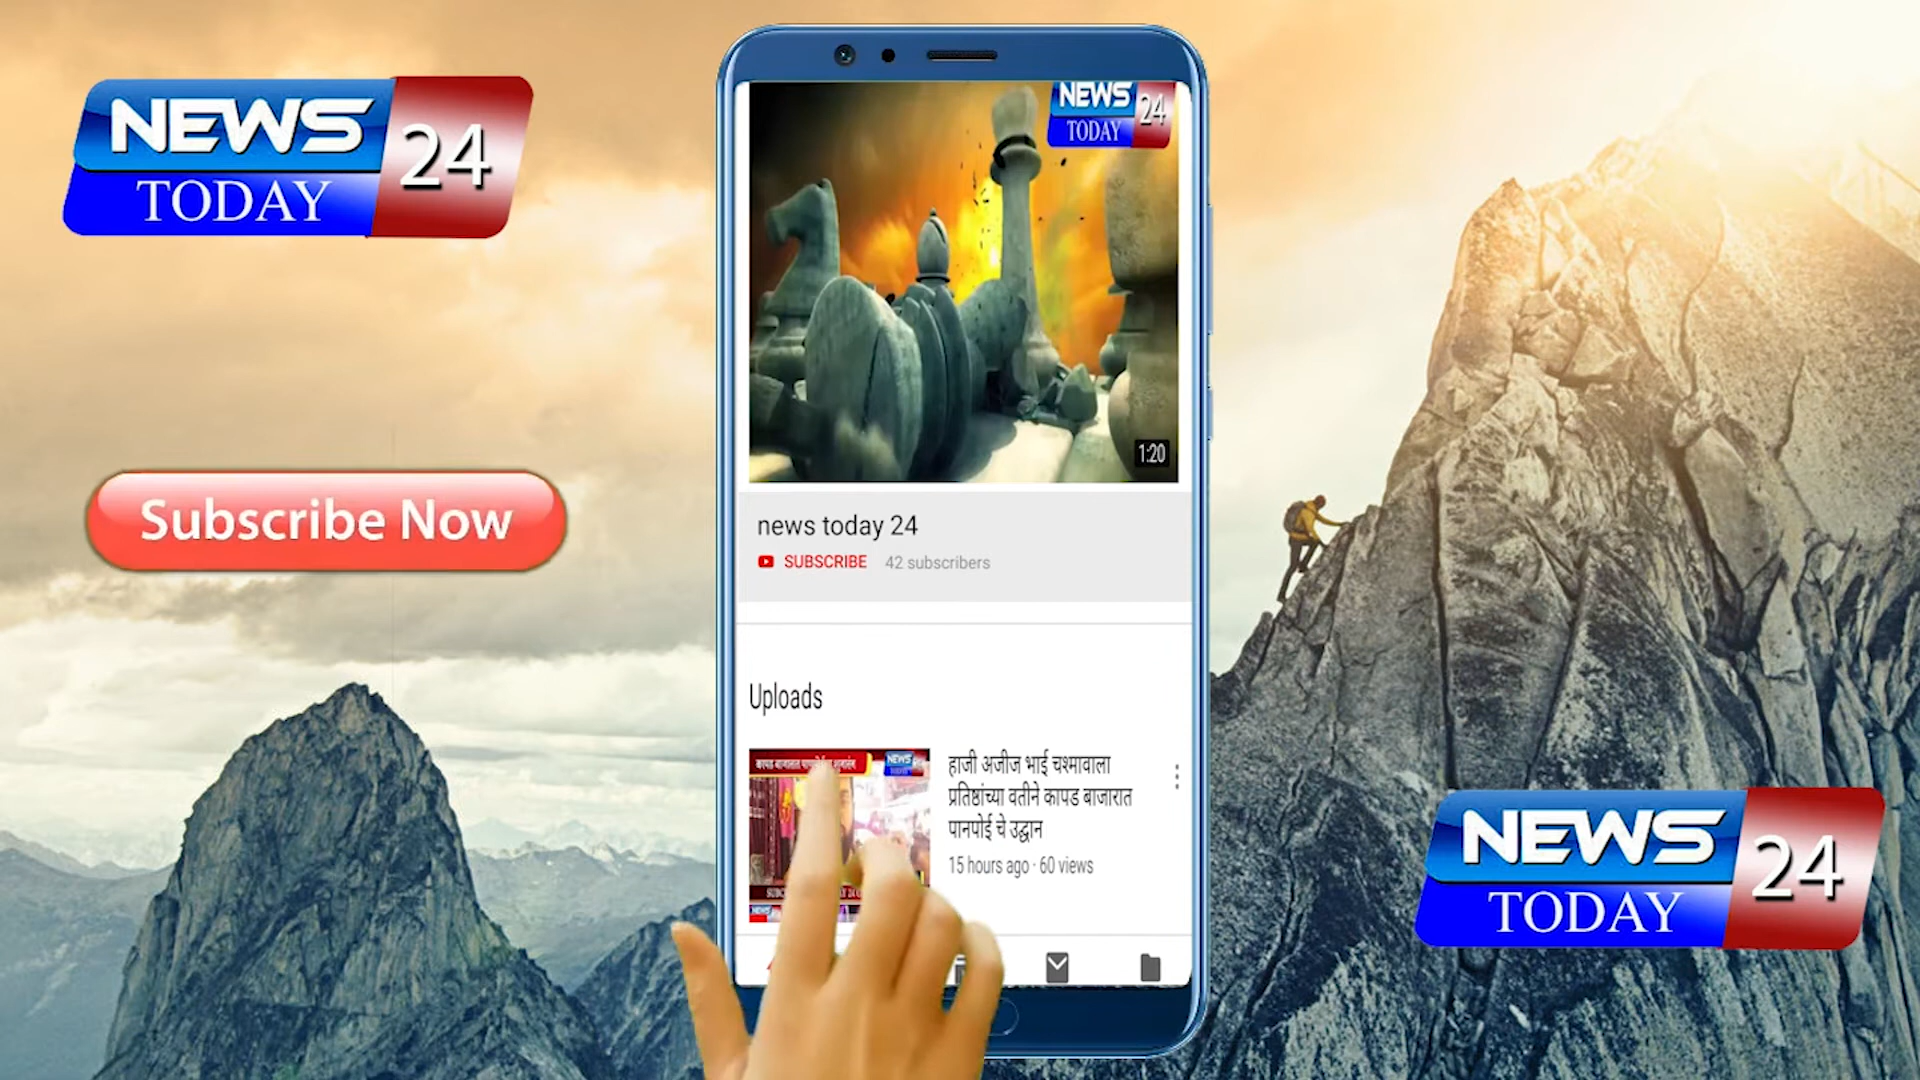 NEWS
24
TODAY
NEWS
24
TODAY
1:20
Subscribe Now
news today 24
SUBSCRIBE 42 subscribers
Uploads
NEWS
हाजी अजीज भाई चश्मावाला
प्रतिष्ठांच्या वतीने कापड बाजारात
पानपोई चे उद्घान
15 hours ago · 60 views
NEWS
24
TODAY